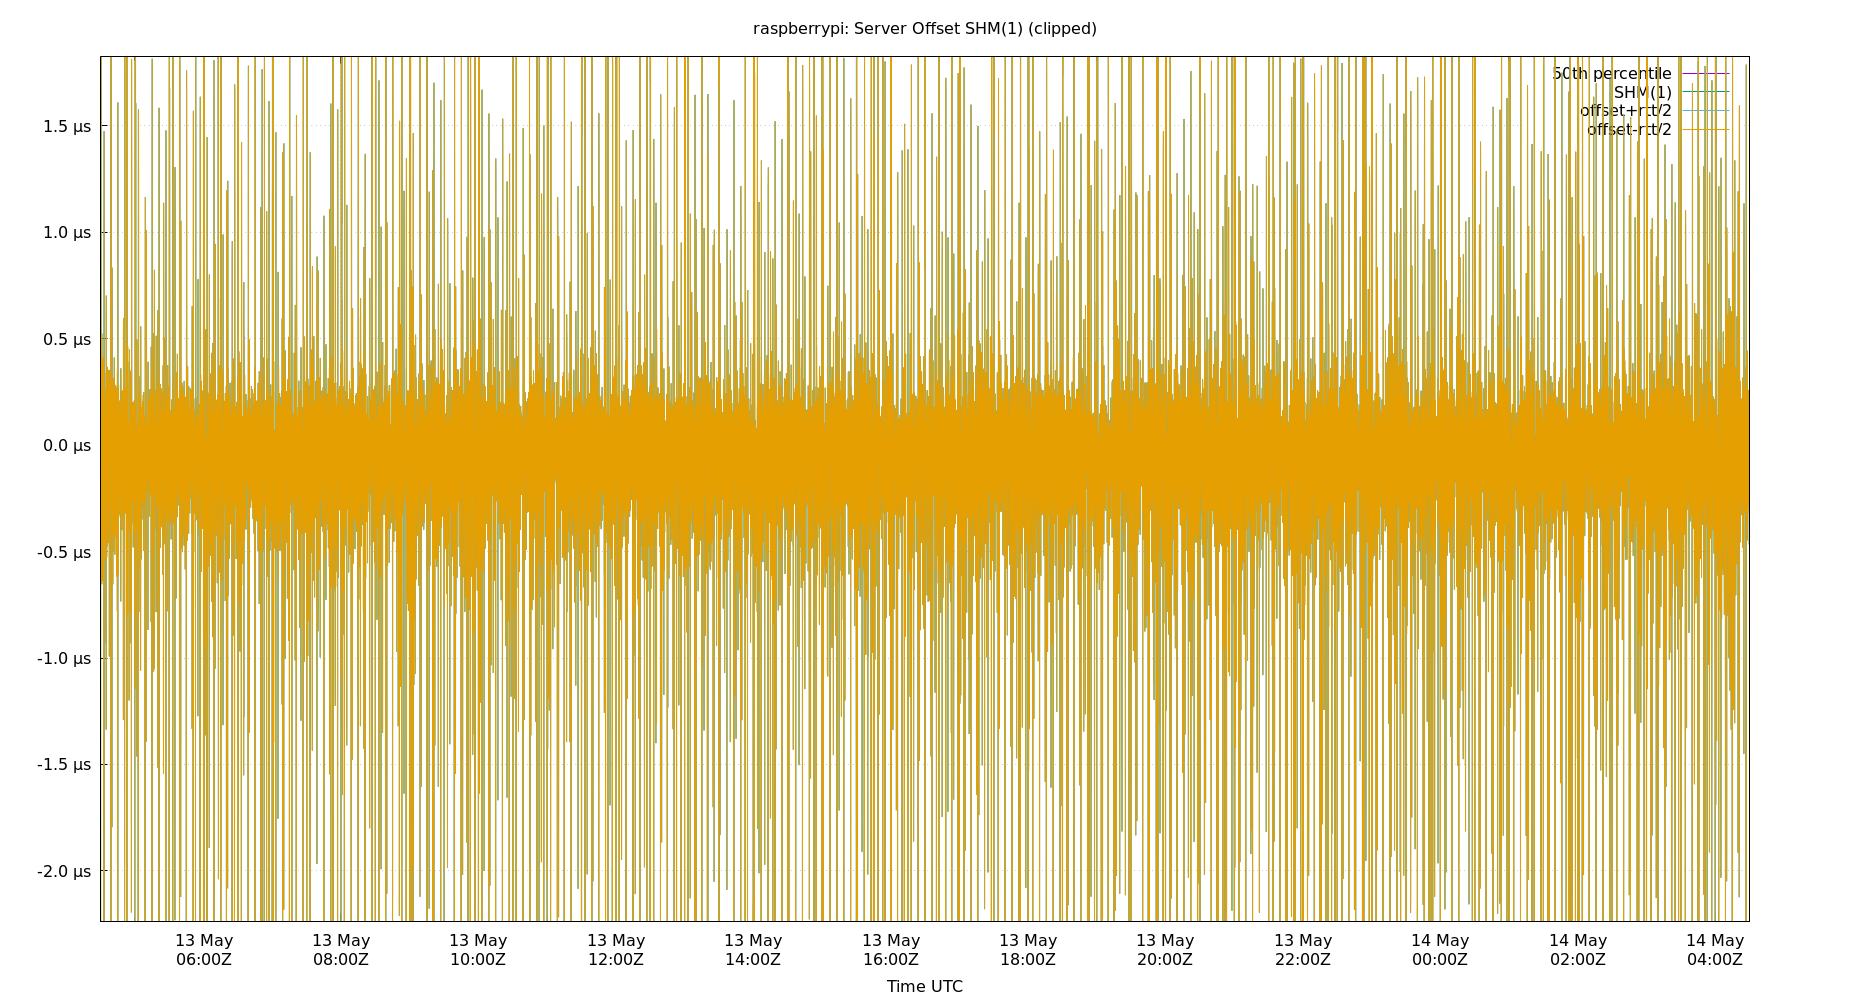 raspberrypi: Server Offset SHM(1) (clipped)
50th percentile
SHM(1)
offset+rtt/2
offset-rtt/2
1.5 µs
1.0 µs
0.5 µs
0.0 µs
-0.5 µs
-1.0 µs
-1.5 µs
-2.0 µs
13 May 13 May 13 May 13 May 13 May 13 May 13 May 13 May 13 May 14 May 14 May 14 May
06:00Z 08:00Z 10:00Z 12:00Z 14:00Z 16:00Z 18:00Z 20:00Z 22:00Z 00:00Z 02:00Z 04:00Z
Time UTC